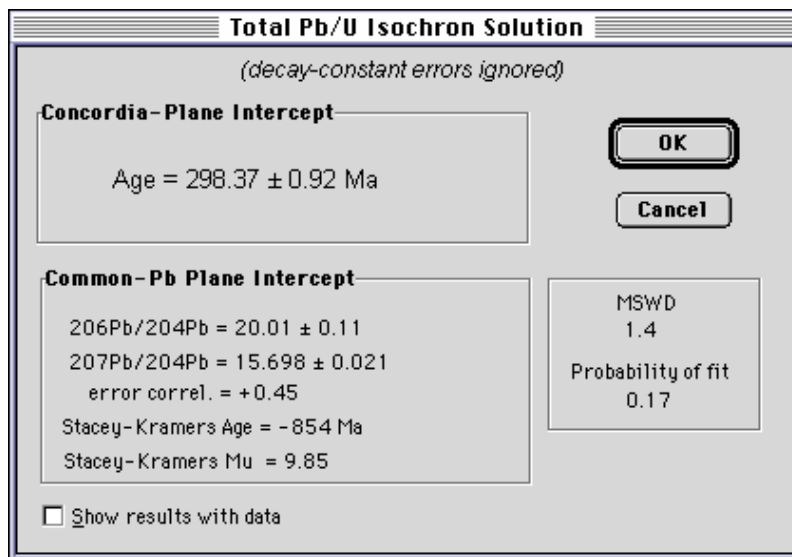 Total Pb/U Isochron Solution
(decay-constant errors ignored)
Concordia-Plane Intercept
Age = 298.37 ± 0.92 Ma
OK
Cancel
Common-Pb Plane Intercept
206Pb/204Pb = 20.01 ± 0.11
207Pb/204Pb = 15.698 ± 0.021
error correl. = +0.45
Stacey-Kramers Age = -854 Ma
Stacey-Kramers Mu = 9.85
MSWD
1.4
Probability of fit
0.17
Show results with data